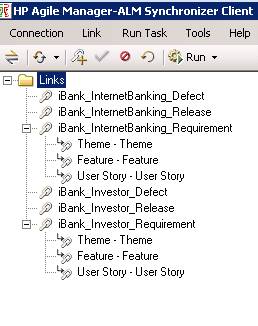 HP Agile Manager-ALM Synchronizer Client
Connection Link Run Task Tools Help
Run
Links
iBank_InternetBanking_Defect
iBank_InternetBanking_Release
iBank_InternetBanking_Requirement
Theme - Theme
Feature - Feature
User Story - User Story
iBank_Investor_Defect
iBank_Investor_Release
iBank_Investor_Requirement
Theme - Theme
Feature - Feature
User Story - User Story